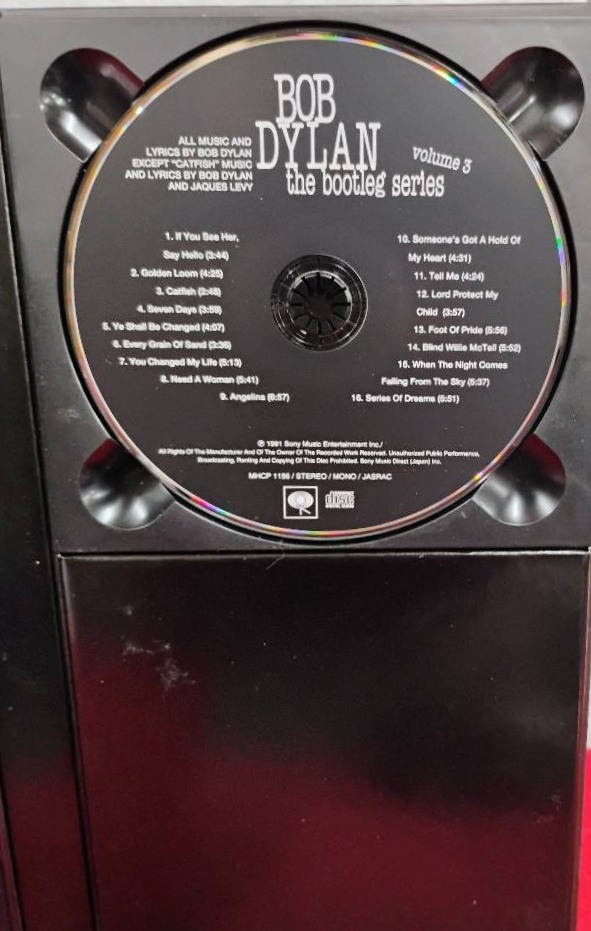 BOB
DYLAN
volume 3
the bootleg series
ALL MUSIC AND
LYRICS BY BOB DYLAN
EXCEPT "CATFISH" MUSIC
AND LYRICS BY BOB DYLAN
AND JAQUES LEVY
1. If You See Her,
Say Hello (3:44)
2. Golden Loom (4:25)
3. Catfish (2:48)
4. Seven Days (3:59)
5. Ye Shall Be Changed (4:07)
6. Every Grain Of Sand (3:36)
7. You Changed My Life (5:13)
8. Need A Woman (5:41)
9. Angelina (6:57)
10. Someone's Got A Hold Of
My Heart (4:31)
11. Tell Me (4:24)
12. Lord Protect My
Child (3:57)
13. Foot Of Pride (5:56)
14. Blind Willie McTell (5:52)
15. When The Night Comes
Falling From The Sky (5:37)
16. Series Of Dreams (5:51)
℗ 1991 Sony Music Entertainment Inc./
All Rights Of The Manufacturer And Of The Owner Of The Recorded Work Reserved. Unauthorized Public Performance,
Broadcasting, Renting And Copying Of This Disc Prohibited. Sony Music Direct (Japan) Inc.
MHCP 1156 / STEREO / MONO / JASRAC
COMPACT
disc
DIGITAL AUDIO